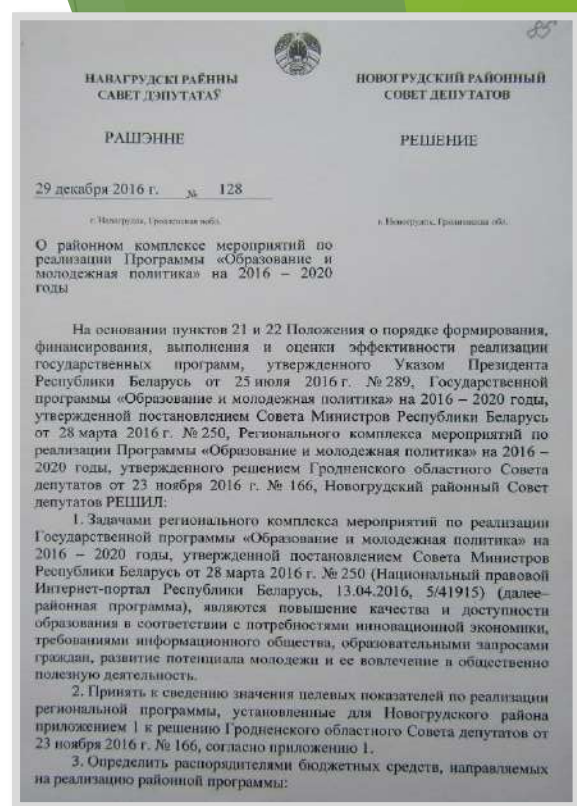 85
НАВАГРУДСКІ РАЁННЫ
САВЕТ ДЭПУТАТАЎ
НОВОГРУДСКИЙ РАЙОННЫЙ
СОВЕТ ДЕПУТАТОВ
РАШЭННЕ
РЕШЕНИЕ
29 декабря 2016 г. № 128
г. Навагрудак, Гродзенская вобл.
г. Новогрудок, Гродненская обл.
О районном комплексе мероприятий по
реализации Программы «Образование и
молодежная политика» на 2016 – 2020
годы
На основании пунктов 21 и 22 Положения о порядке формирования,
финансирования, выполнения и оценки эффективности реализации
государственных программ, утвержденного Указом Президента
Республики Беларусь от 25 июля 2016 г. № 289, Государственной
программы «Образование и молодежная политика» на 2016 – 2020 годы,
утвержденной постановлением Совета Министров Республики Беларусь
от 28 марта 2016 г. № 250, Регионального комплекса мероприятий по
реализации Программы «Образование и молодежная политика» на 2016 –
2020 годы, утвержденного решением Гродненского областного Совета
депутатов от 23 ноября 2016 г. № 166, Новогрудский районный Совет
депутатов РЕШИЛ:
1. Задачами регионального комплекса мероприятий по реализации
Государственной программы «Образование и молодежная политика» на
2016 – 2020 годы, утвержденной постановлением Совета Министров
Республики Беларусь от 28 марта 2016 г. № 250 (Национальный правовой
Интернет-портал Республики Беларусь, 13.04.2016, 5/41915) (далее–
районная программа), являются повышение качества и доступности
образования в соответствии с потребностями инновационной экономики,
требованиями информационного общества, образовательными запросами
граждан, развитие потенциала молодежи и ее вовлечение в общественно
полезную деятельность.
2. Принять к сведению значения целевых показателей по реализации
региональной программы, установленные для Новогрудского района
приложением 1 к решению Гродненского областного Совета депутатов от
23 ноября 2016 г. № 166, согласно приложению 1.
3. Определить распорядителями бюджетных средств, направляемых
на реализацию районной программы: